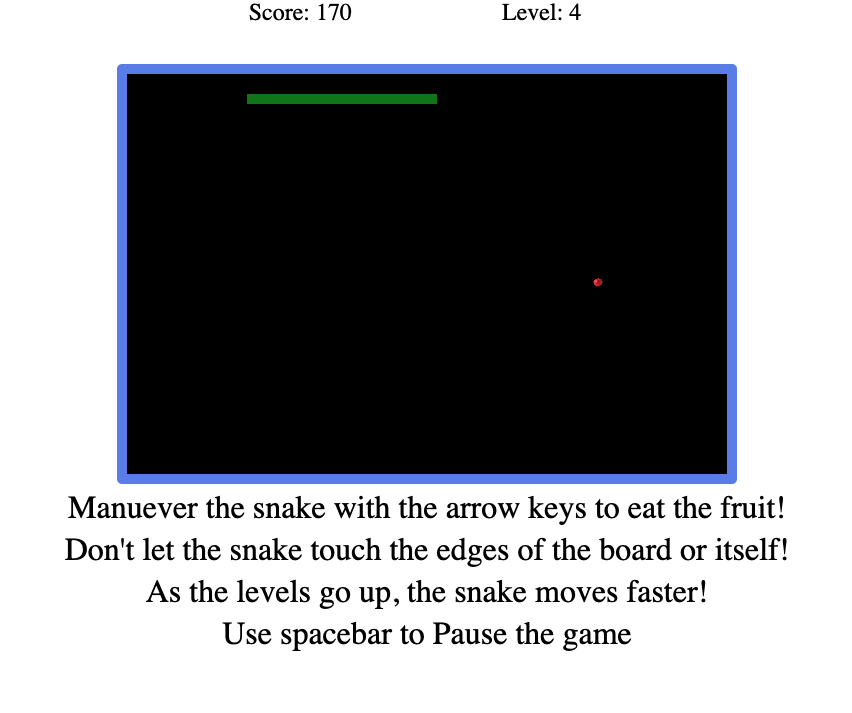 Score: 170 Level: 4
Manuever the snake with the arrow keys to eat the fruit!
Don't let the snake touch the edges of the board or itself!
As the levels go up, the snake moves faster!
Use spacebar to Pause the game